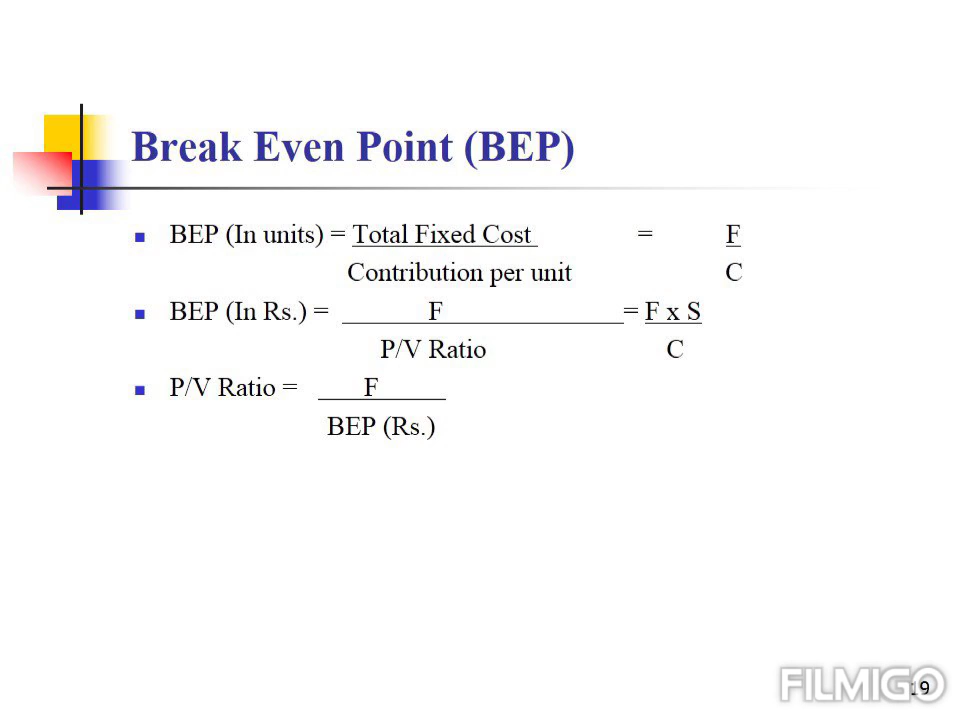 Break Even Point (BEP)
BEP (In units) = Total Fixed Cost = F
Contribution per unit C
BEP (In Rs.) = F = F x S
P/V Ratio C
P/V Ratio = F
BEP (Rs.)
FILMIGO
19